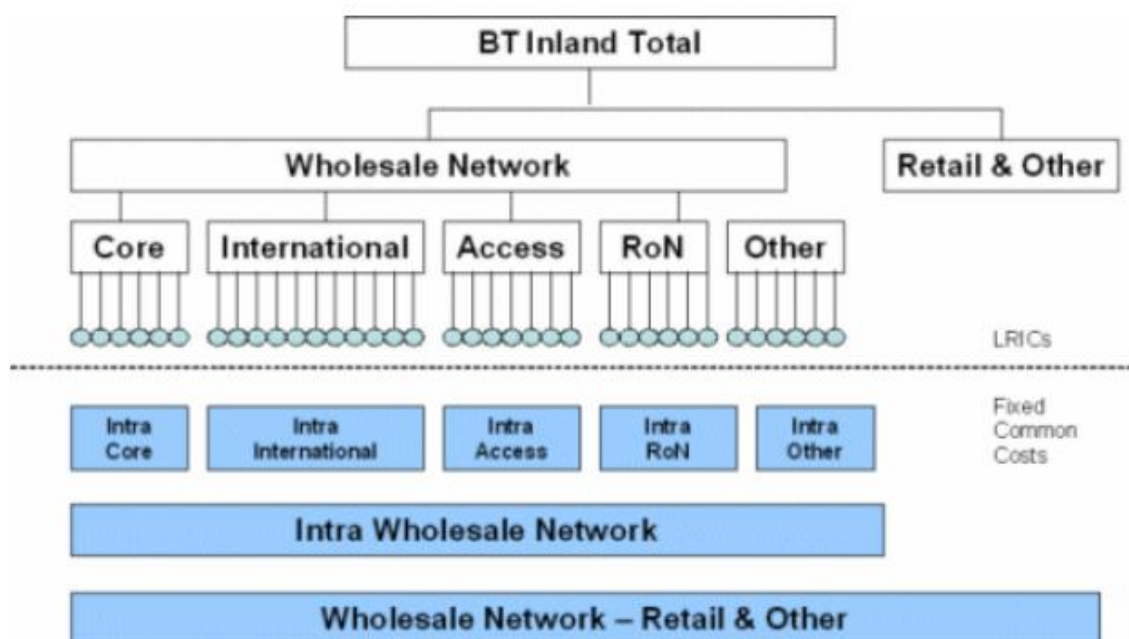 BT Inland Total
Wholesale Network
Retail & Other
Core
International
Access
RoN
Other
LRICs
Intra
Core
Intra
International
Intra
Access
Intra
RoN
Intra
Other
Fixed
Common
Costs
Intra Wholesale Network
Wholesale Network – Retail & Other